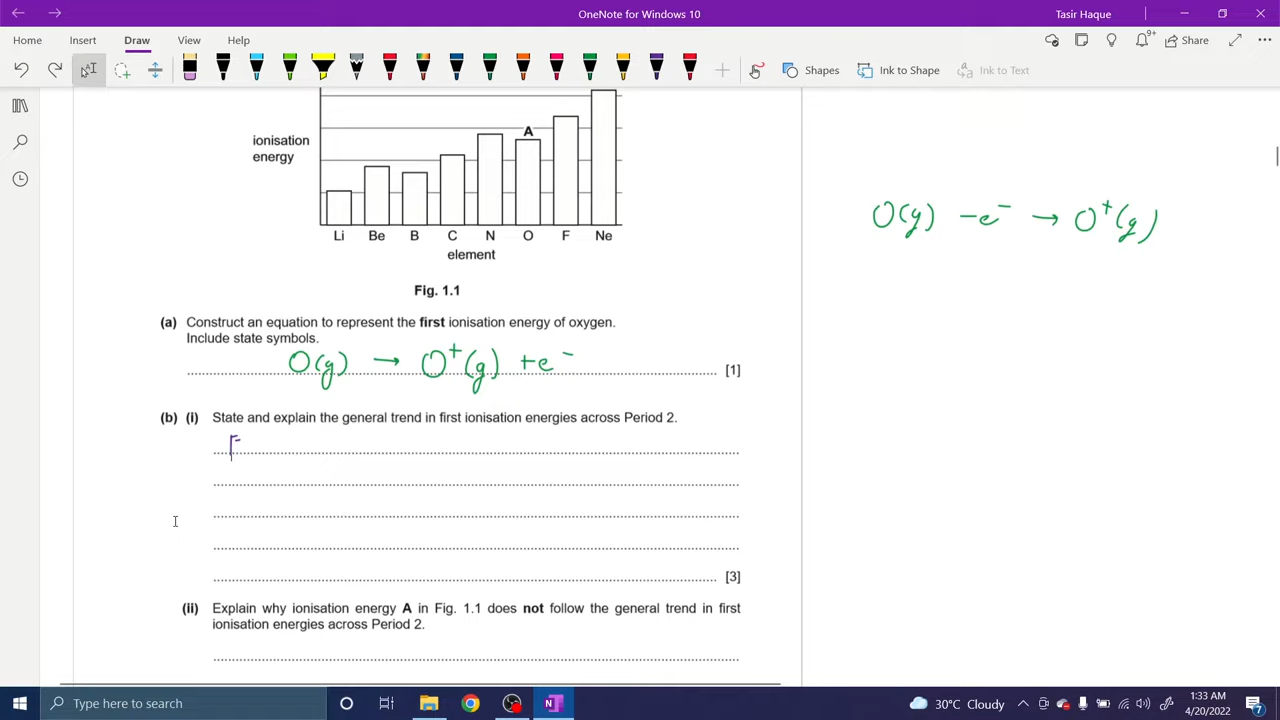 OneNote for Windows 10
Tasir Haque
Home Insert Draw View Help
Share
Shapes Ink to Shape Ink to Text
ionisation
energy
A
Li Be B C N O F Ne
element
O(g) –e⁻ → O⁺(g)
Fig. 1.1
(a) Construct an equation to represent the first ionisation energy of oxygen.
Include state symbols.
O(g) → O⁺(g) +e⁻
[1]
(b) (i) State and explain the general trend in first ionisation energies across Period 2.
[3]
(ii) Explain why ionisation energy A in Fig. 1.1 does not follow the general trend in first
ionisation energies across Period 2.
Type here to search
30°C Cloudy
1:33 AM
4/20/2022
7